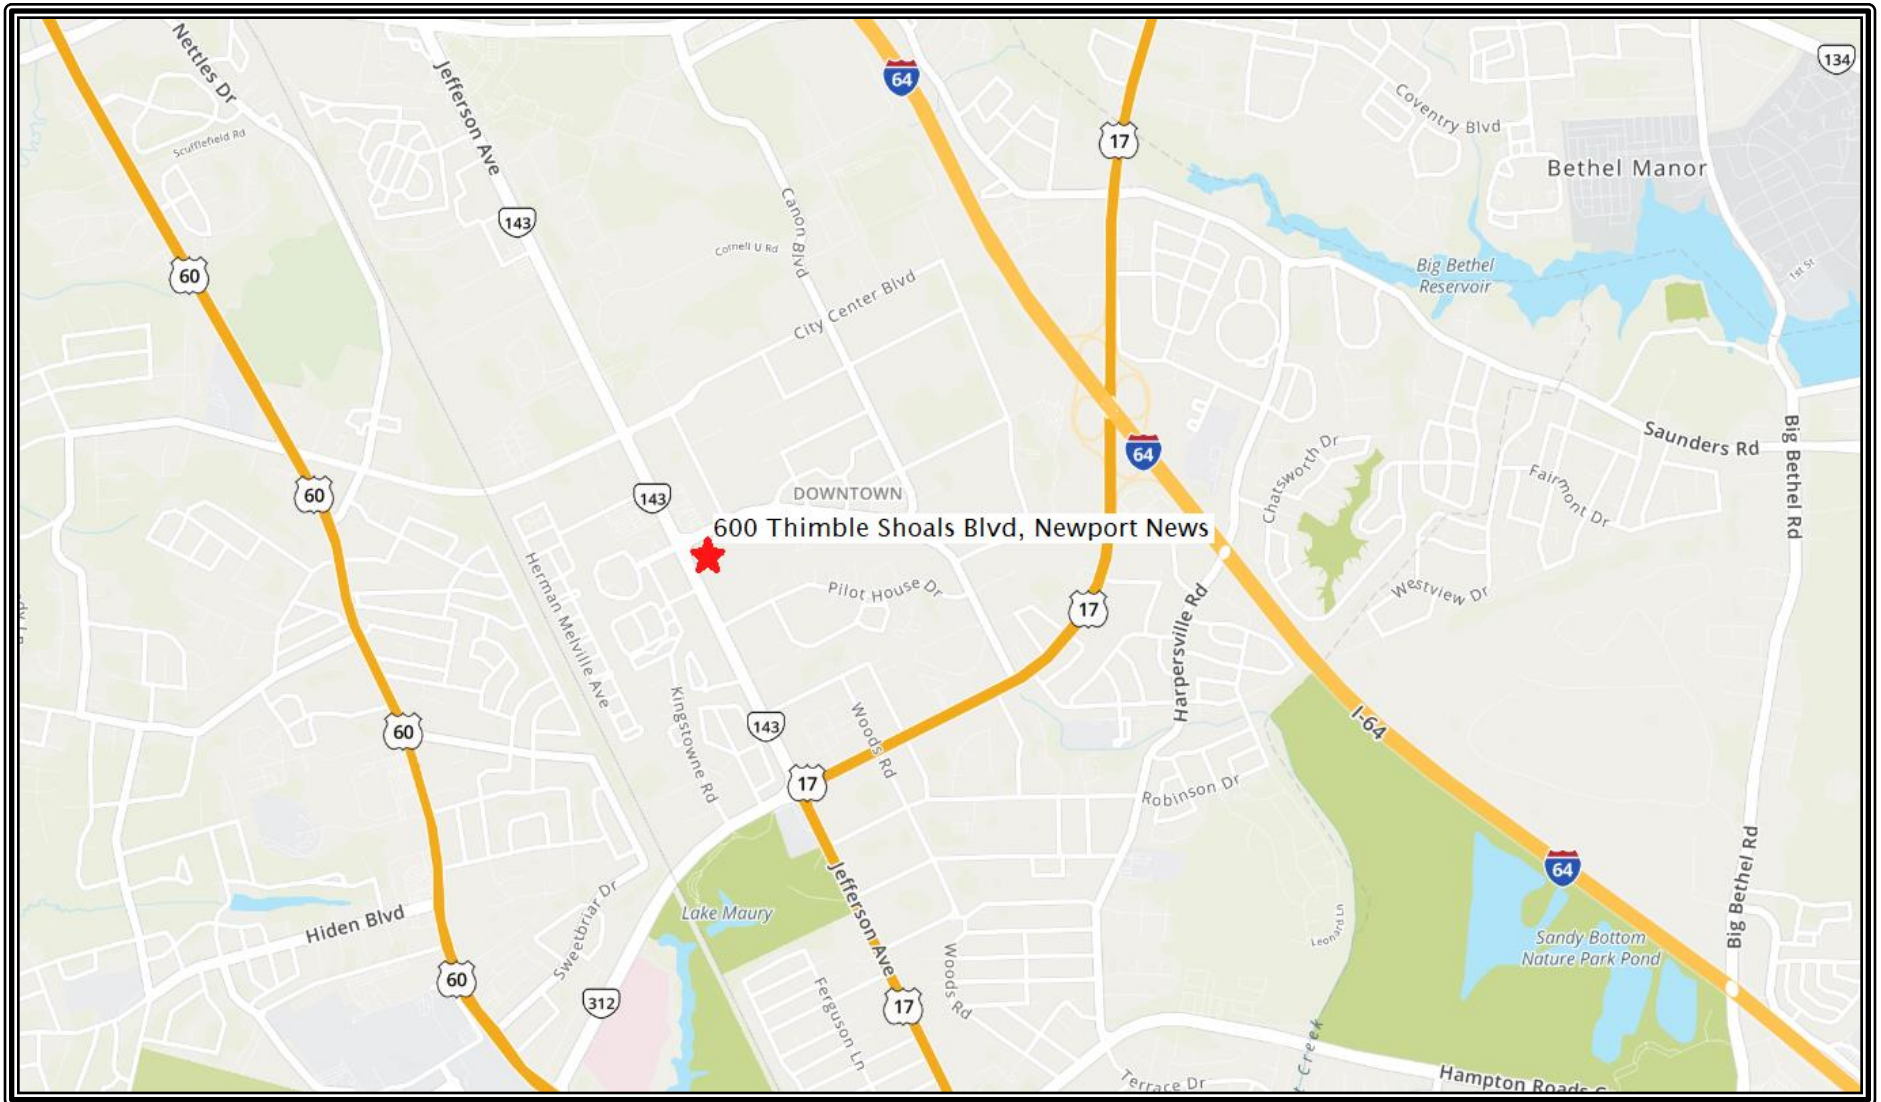 Nettles Dr
Jefferson Ave
64
134
Coventry Blvd
17
Scufflefield Rd
Bethel Manor
143
Canon Blvd
Cornell U Rd
60
Big Bethel
Reservoir
1st St
City Center Blvd
Big Bethel Rd
Saunders Rd
Chatsworth Dr
64
60
143
DOWNTOWN
Fairmont Dr
600 Thimble Shoals Blvd, Newport News
Herman Melville Ave
Pilot House Dr
17
Westview Dr
Harpersville Rd
Kingstowne Rd
143
Woods Rd
60
I-64
17
Robinson Dr
Jefferson Ave
64
Big Bethel Rd
Hiden Blvd
Sweetbriar Dr
Lake Maury
Leonard Ln
Sandy Bottom
Nature Park Pond
Woods Rd
60
312
Ferguson Ln
17
Creek
Terrace Dr
Hampton Roads